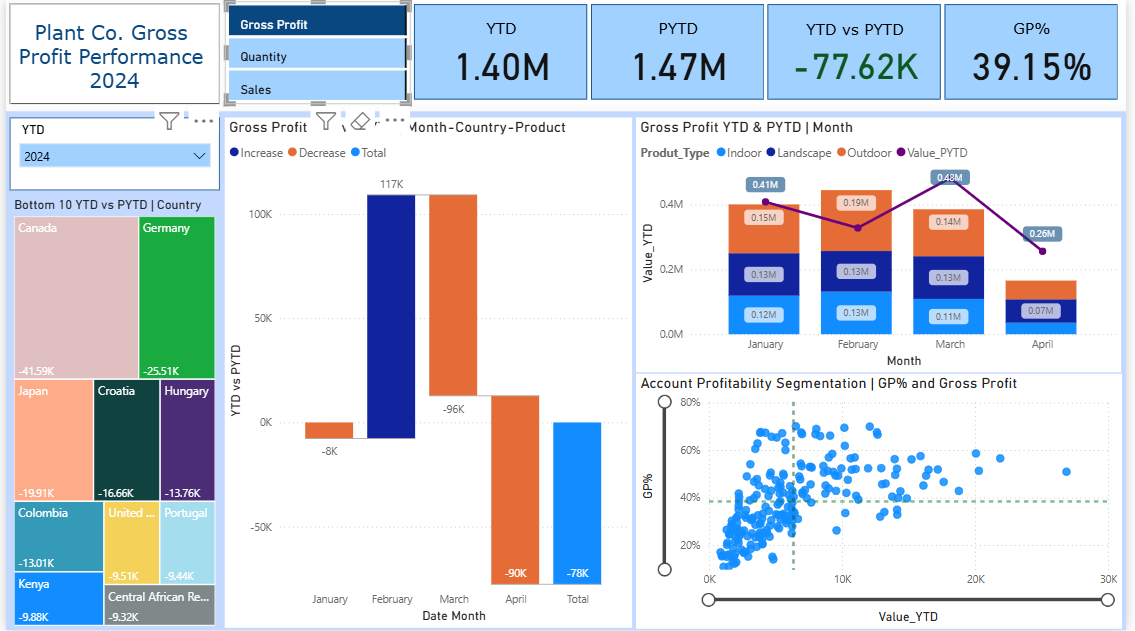 Plant Co. Gross
Profit Performance
2024
Gross Profit
Quantity
Sales
YTD
1.40M
PYTD
1.47M
YTD vs PYTD
-77.62K
GP%
39.15%
YTD
2024
Bottom 10 YTD vs PYTD | Country
Canada
-41.59K
Germany
-25.51K
Japan
-19.91K
Croatia
-16.66K
Hungary
-13.76K
Colombia
-13.01K
United ...
-9.51K
Portugal
-9.44K
Kenya
-9.88K
Central African Re...
-9.32K
Gross Profit
Month-Country-Product
Increase Decrease Total
YTD vs PYTD
100K
50K
0K
-50K
117K
-8K
-96K
-90K
-78K
January February March April Total
Date Month
Gross Profit YTD & PYTD | Month
Produt_Type Indoor Landscape Outdoor Value_PYTD
Value_YTD
0.4M
0.2M
0.0M
0.41M
0.15M
0.13M
0.12M
0.19M
0.13M
0.13M
0.48M
0.14M
0.13M
0.11M
0.26M
0.07M
January February March April
Month
Account Profitability Segmentation | GP% and Gross Profit
GP%
80%
60%
40%
20%
0K 10K 20K 30K
Value_YTD